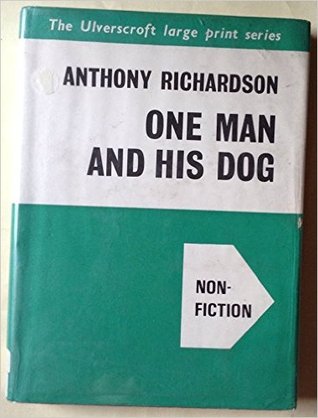 The Ulverscroft large print series
ANTHONY RICHARDSON
ONE MAN
AND HIS DOG
NON-
FICTION